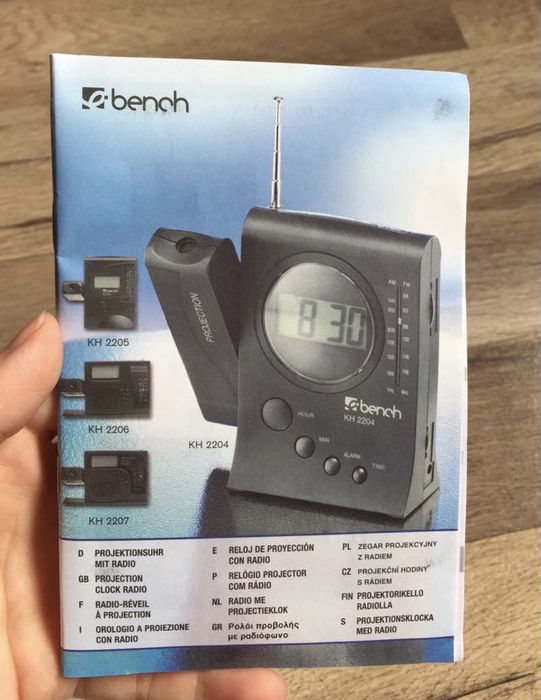 e·bench
KH 2205
KH 2206
KH 2204
KH 2207
PROJECTION
AM FM
8 30
e·bench
KH 2204
HOUR
MIN
ALARM
TIME
D PROJEKTIONSUHR
MIT RADIO
GB PROJECTION
CLOCK RADIO
F RADIO-RÉVEIL
À PROJECTION
I OROLOGIO A PROIEZIONE
CON RADIO
E RELOJ DE PROYECCIÓN
CON RADIO
P RELÓGIO PROJECTOR
COM RÁDIO
NL RADIO ME
PROJECTIEKLOK
GR Ρολόι προβολής
με ραδιόφωνο
PL ZEGAR PROJEKCYJNY
Z RADIEM
CZ PROJEKČNÍ HODINY
S RÁDIEM
FIN PROJEKTORIKELLO
RADIOLLA
S PROJEKTIONSKLOCKA
MED RADIO